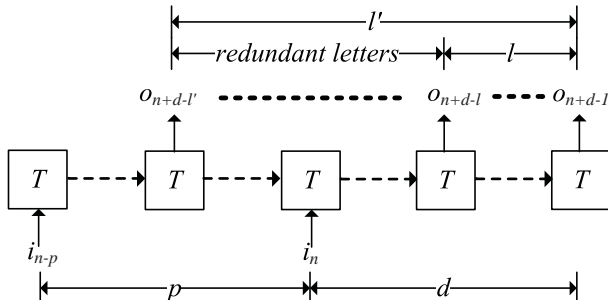 l'
redundant letters l
o_{n+d-l'} o_{n+d-l} o_{n+d-1}
T T T T T
i_{n-p} i_n
p d